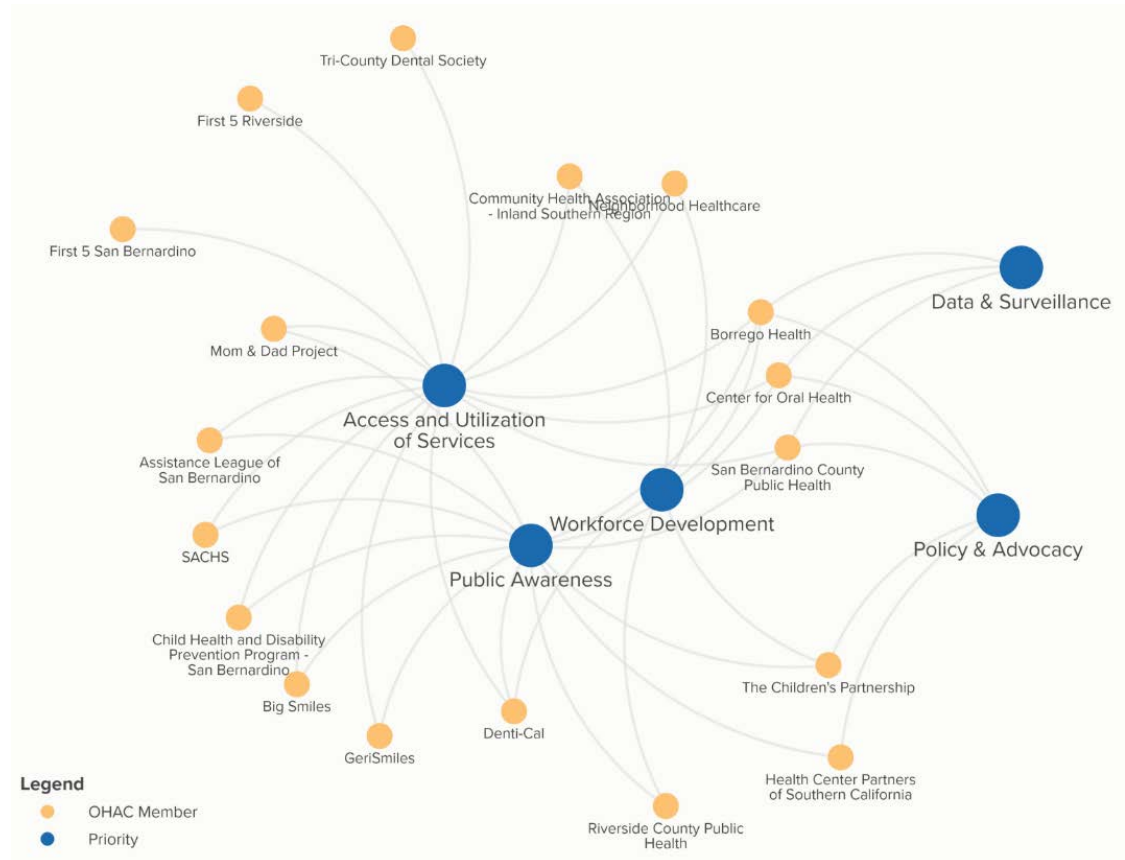 Tri-County Dental Society
First 5 Riverside
Community Health Association
- Inland Southern Region
Neighborhood Healthcare
First 5 San Bernardino
Data & Surveillance
Borrego Health
Mom & Dad Project
Center for Oral Health
Access and Utilization
of Services
Assistance League of
San Bernardino
San Bernardino County
Public Health
Workforce Development
SACHS
Public Awareness
Policy & Advocacy
Child Health and Disability
Prevention Program -
San Bernardino
Big Smiles
The Children's Partnership
Denti-Cal
GeriSmiles
Health Center Partners
of Southern California
Riverside County Public
Health
Legend
OHAC Member
Priority